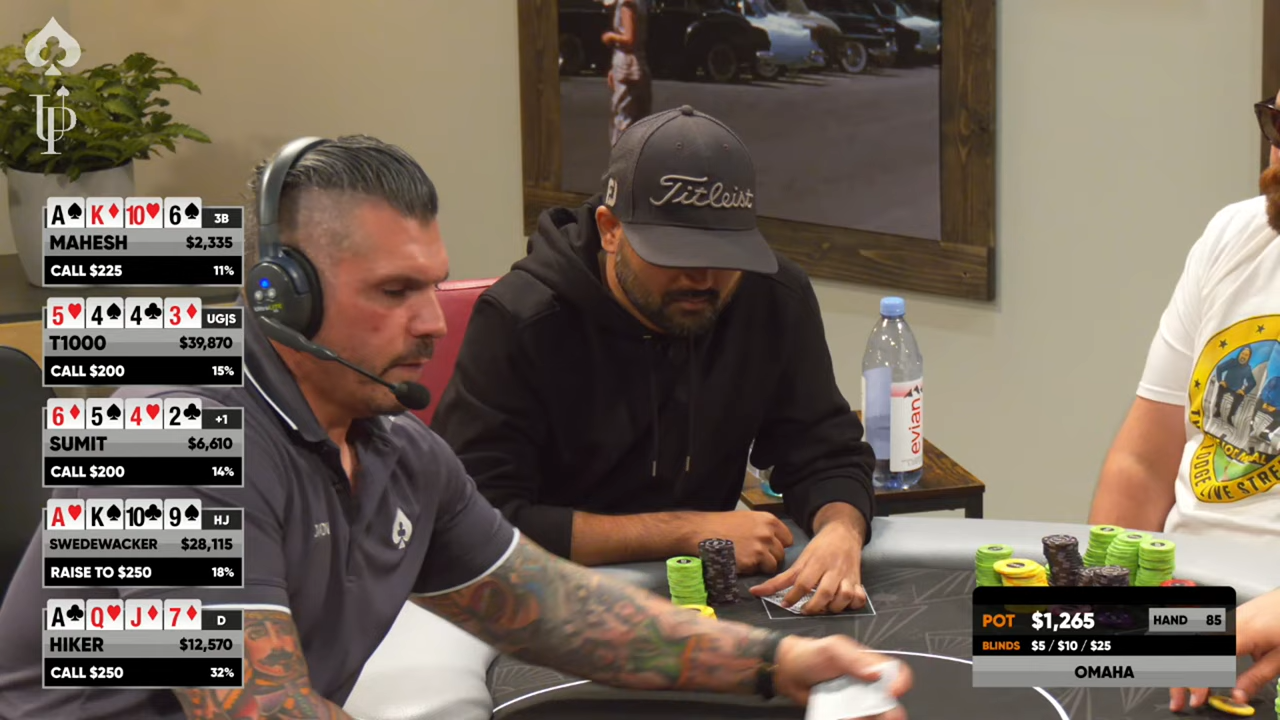 UP
A♠ K♦ 10♥ 6♠ 3B
MAHESH $2,335
CALL $225 11%
5♥ 4♠ 4♣ 3♦ UG|S
T1000 $39,870
CALL $200 15%
6♦ 5♠ 4♥ 2♣ +1
SUMIT $6,610
CALL $200 14%
A♥ K♠ 10♣ 9♠ HJ
SWEDEWACKER $28,115
RAISE TO $250 18%
A♣ Q♥ J♦ 7♦ D
HIKER $12,570
CALL $250 32%
FJ
Titleist
evian
POT $1,265 HAND 85
BLINDS $5 / $10 / $25
OMAHA